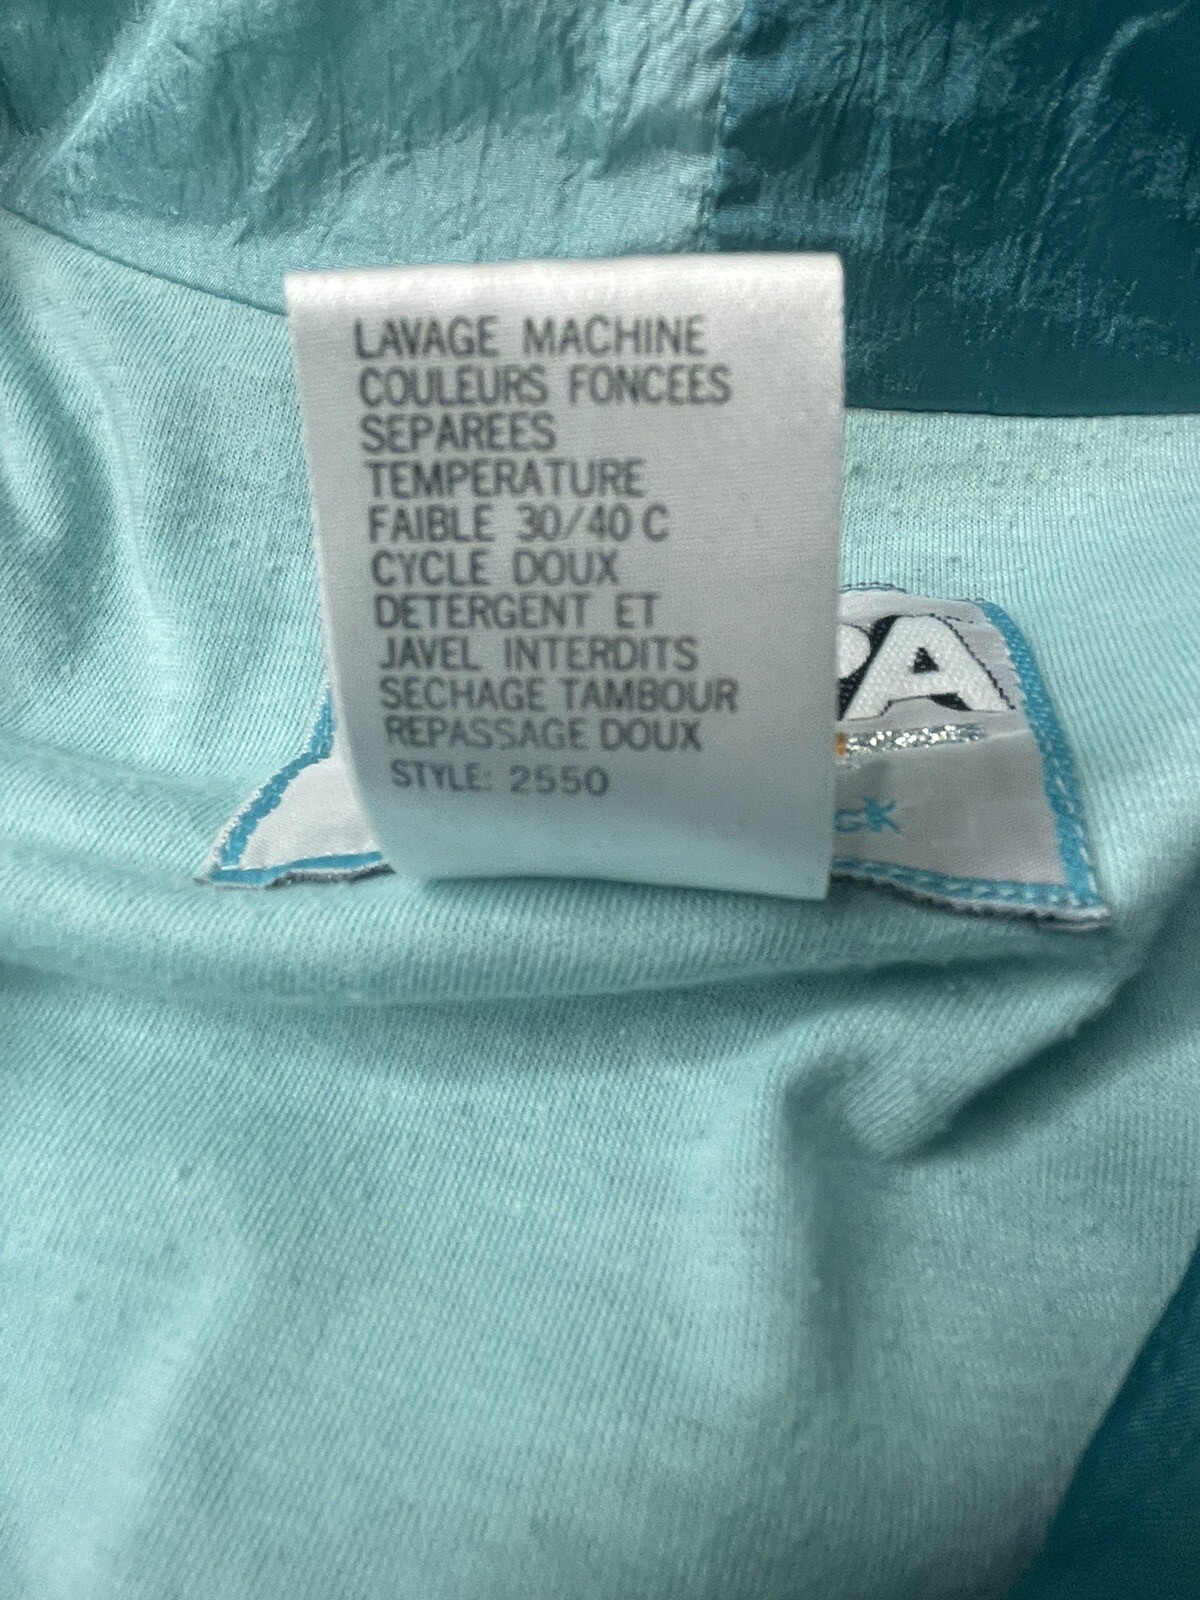 LAVAGE MACHINE
COULEURS FONCEES
SEPAREES
TEMPERATURE
FAIBLE 30/40 C
CYCLE DOUX
DETERGENT ET
JAVEL INTERDITS
SECHAGE TAMBOUR
REPASSAGE DOUX
STYLE: 2550
PA